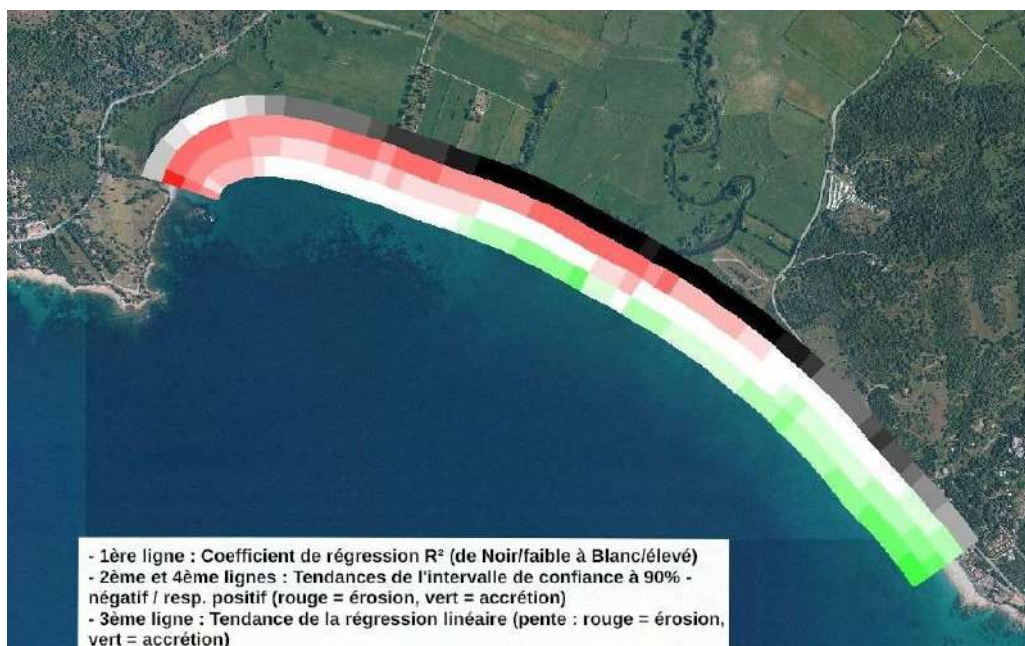 - 1ère ligne : Coefficient de régression R² (de Noir/faible à Blanc/élevé)
- 2ème et 4ème lignes : Tendances de l'intervalle de confiance à 90% -
négatif / resp. positif (rouge = érosion, vert = accrétion)
- 3ème ligne : Tendance de la régression linéaire (pente : rouge = érosion,
vert = accrétion)